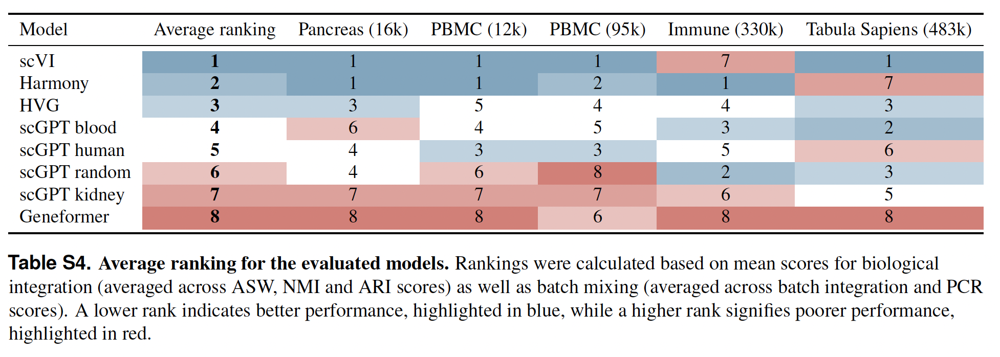 Model Average ranking Pancreas (16k) PBMC (12k) PBMC (95k) Immune (330k) Tabula Sapiens (483k)
scVI 1 1 1 1 7 1
Harmony 2 1 1 2 1 7
HVG 3 3 5 4 4 3
scGPT blood 4 6 4 5 3 2
scGPT human 5 4 3 3 5 6
scGPT random 6 4 6 8 2 3
scGPT kidney 7 7 7 7 6 5
Geneformer 8 8 8 6 8 8
Table S4. Average ranking for the evaluated models. Rankings were calculated based on mean scores for biological
integration (averaged across ASW, NMI and ARI scores) as well as batch mixing (averaged across batch integration and PCR
scores). A lower rank indicates better performance, highlighted in blue, while a higher rank signifies poorer performance,
highlighted in red.